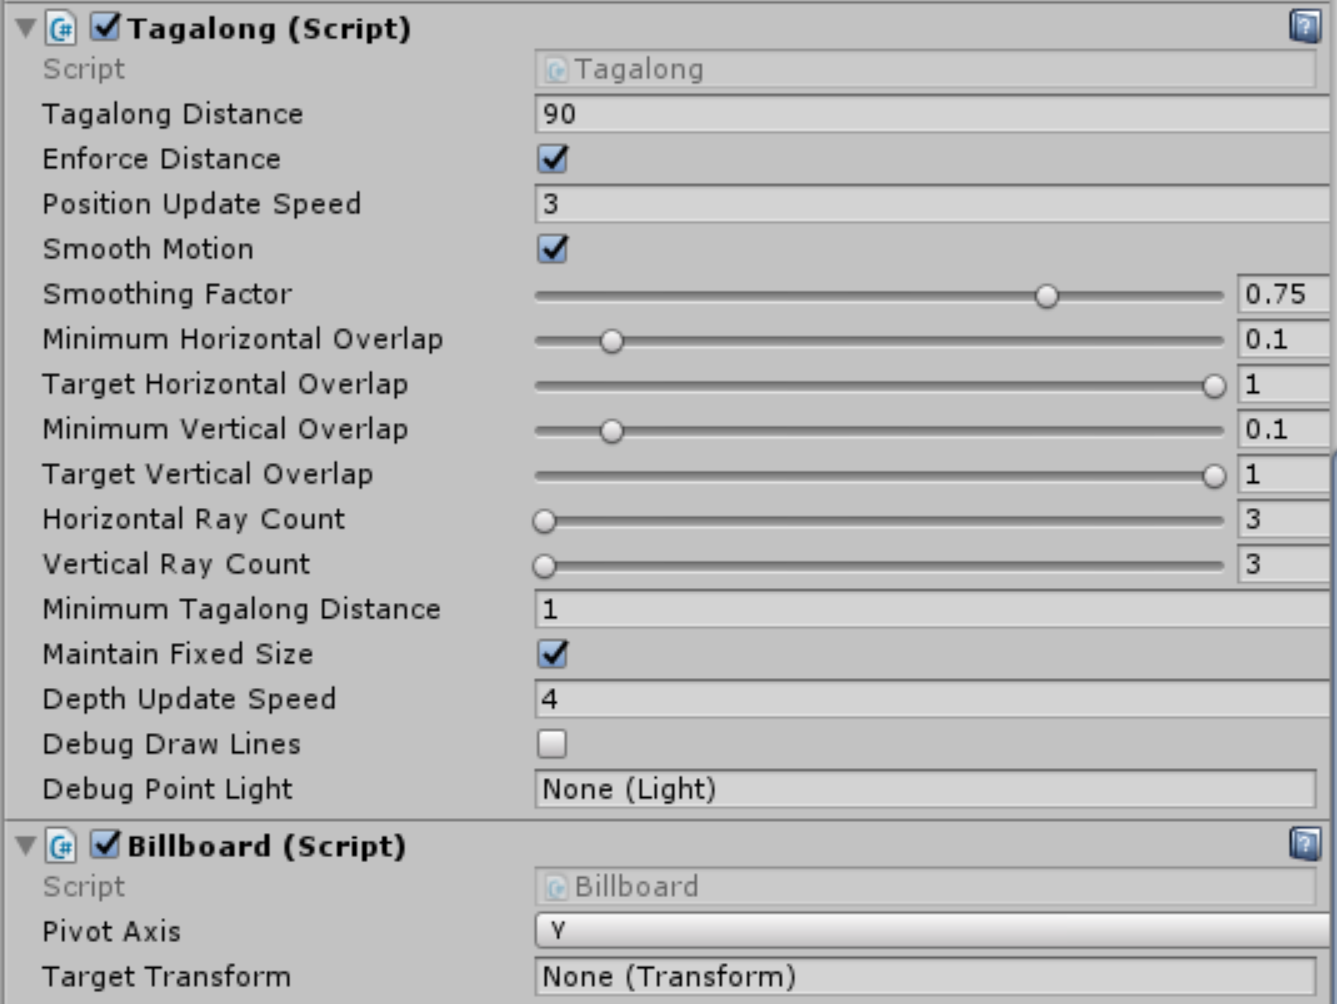 Tagalong (Script)
Script Tagalong
Tagalong Distance 90
Enforce Distance
Position Update Speed 3
Smooth Motion
Smoothing Factor 0.75
Minimum Horizontal Overlap 0.1
Target Horizontal Overlap 1
Minimum Vertical Overlap 0.1
Target Vertical Overlap 1
Horizontal Ray Count 3
Vertical Ray Count 3
Minimum Tagalong Distance 1
Maintain Fixed Size
Depth Update Speed 4
Debug Draw Lines
Debug Point Light None (Light)
Billboard (Script)
Script Billboard
Pivot Axis Y
Target Transform None (Transform)